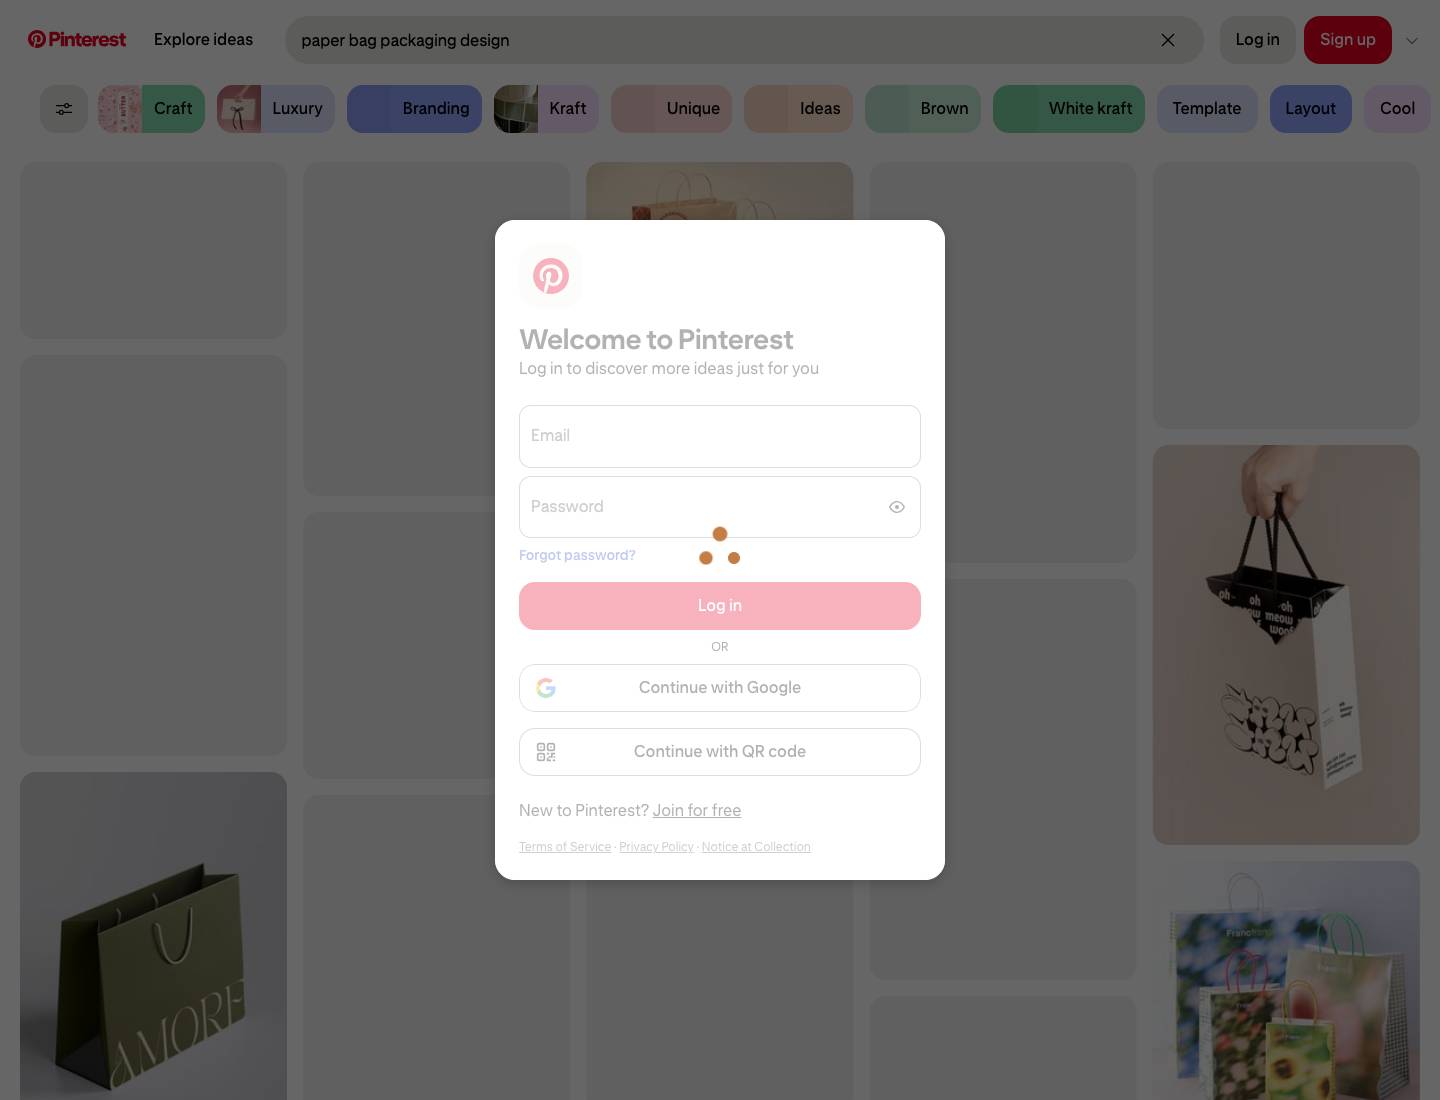 Pinterest
Explore ideas
paper bag packaging design
Log in
Sign up
Craft
Luxury
Branding
Kraft
Unique
Ideas
Brown
White kraft
Template
Layout
Cool
Welcome to Pinterest
Log in to discover more ideas just for you
Email
Password
Forgot password?
Log in
OR
Continue with Google
Continue with QR code
New to Pinterest? Join for free
Terms of Service · Privacy Policy · Notice at Collection
oh
oh
oh
meow
woof
AMORE
Franc